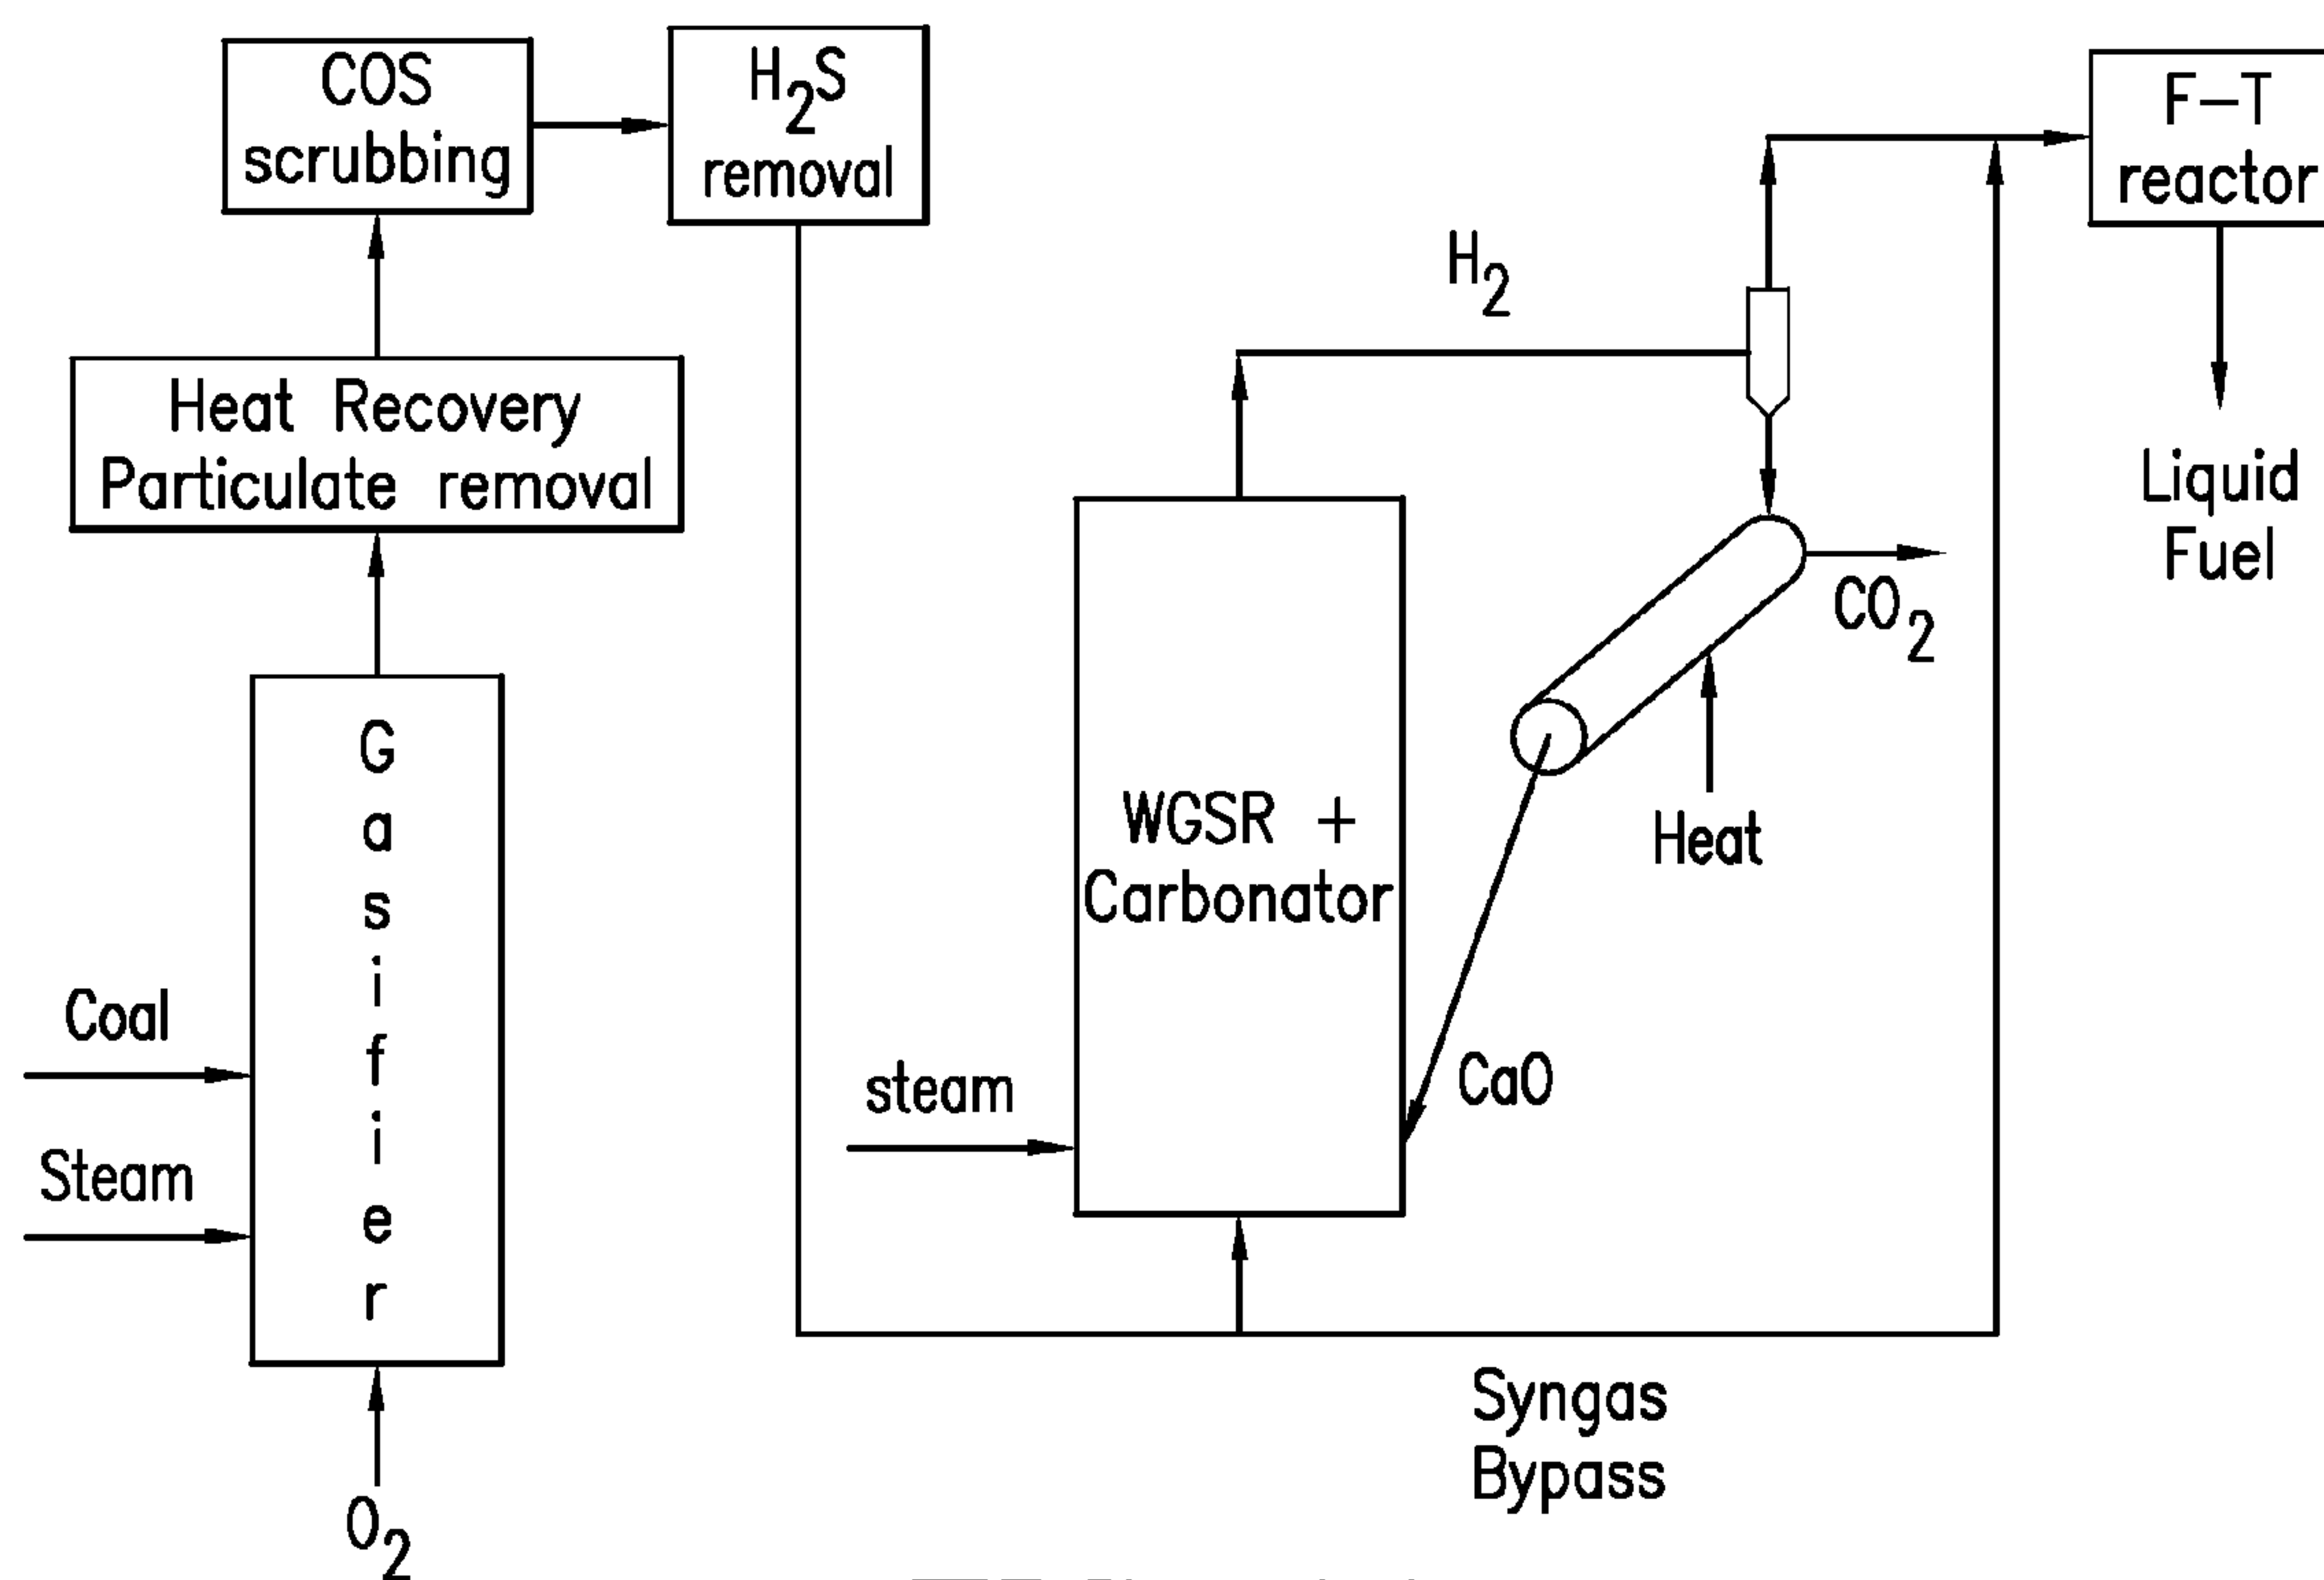 COS
scrubbing
H2S
removal
F-T
reactor
H2
Heat Recovery
Particulate removal
Liquid
Fuel
CO2
Gasifier
WGSR +
Carbonator
Heat
Coal
steam
CaO
Steam
Syngas
Bypass
O2